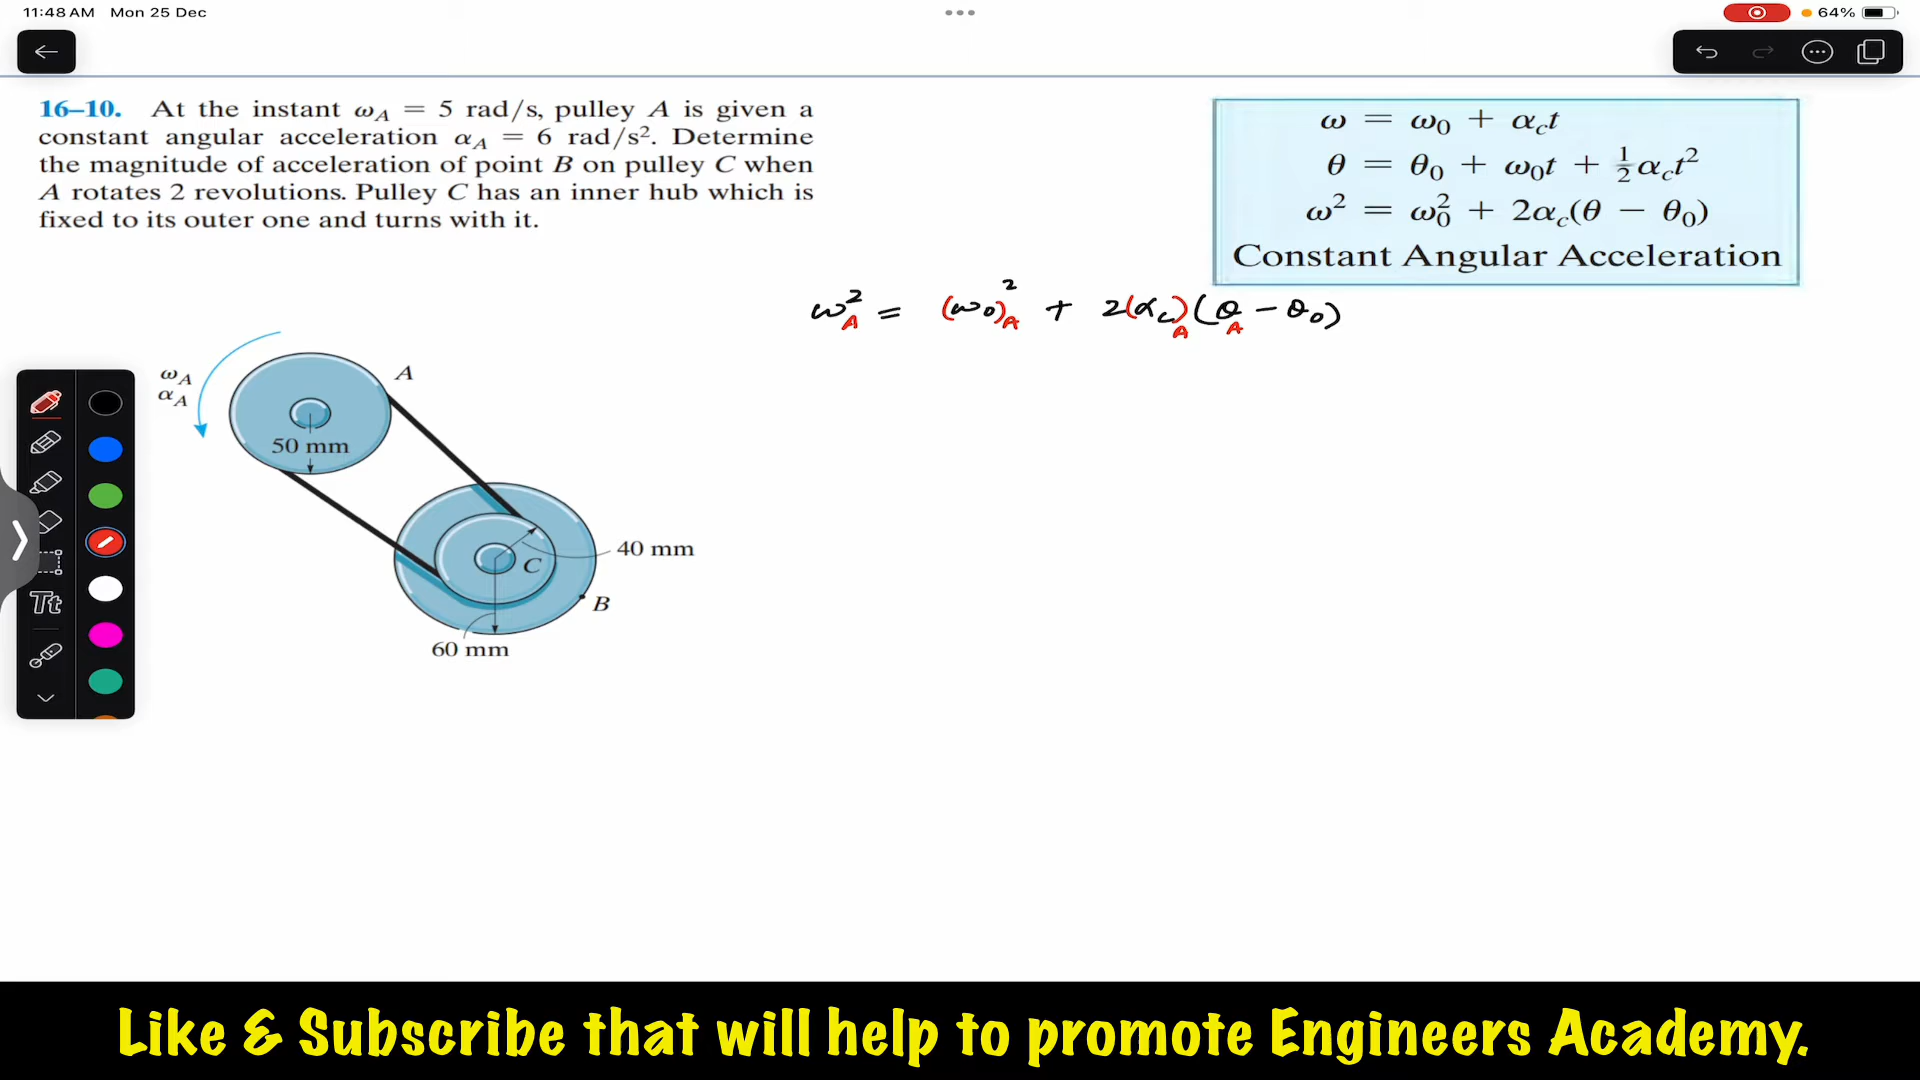 11:48 AM Mon 25 Dec
64%
16–10. At the instant ωA = 5 rad/s, pulley A is given a
constant angular acceleration αA = 6 rad/s². Determine
the magnitude of acceleration of point B on pulley C when
A rotates 2 revolutions. Pulley C has an inner hub which is
fixed to its outer one and turns with it.
ω = ω0 + αct
θ = θ0 + ω0t + ½αct²
ω² = ω0² + 2αc(θ − θ0)
Constant Angular Acceleration
ωA² = (ω0)A² + 2(αc)A (θA − θ0)
ωA
αA
A
50 mm
40 mm
C
B
60 mm
Tt
Like & Subscribe that will help to promote Engineers Academy.